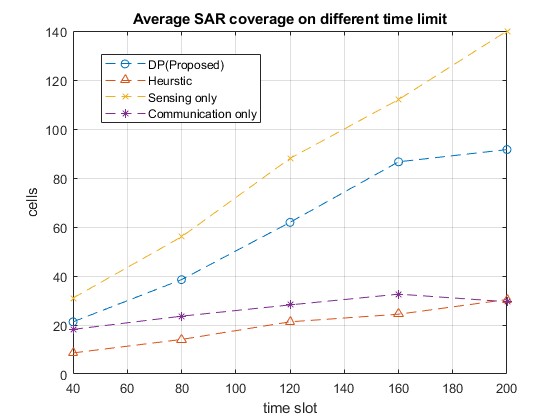 Average SAR coverage on different time limit
DP(Proposed)
Heurstic
Sensing only
Communication only
cells
140
120
100
80
60
40
20
0
40 60 80 100 120 140 160 180 200
time slot